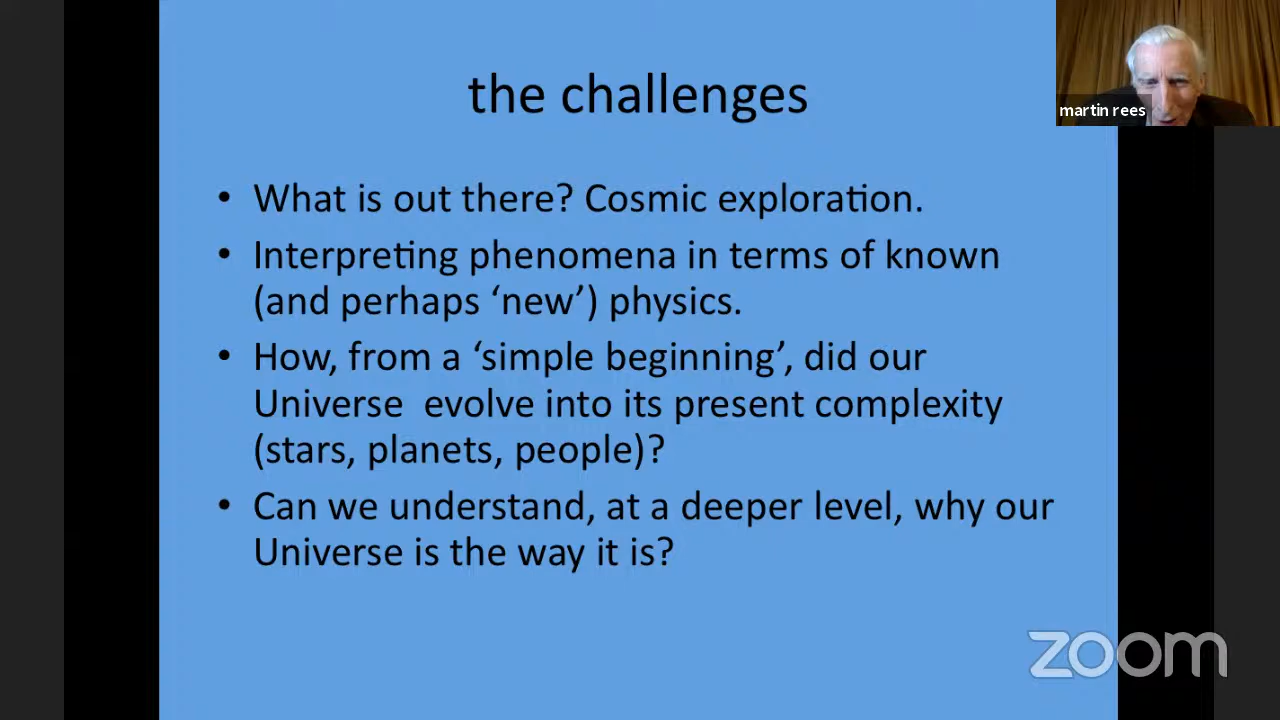 the challenges
martin rees
• What is out there? Cosmic exploration.
• Interpreting phenomena in terms of known
(and perhaps ‘new’) physics.
• How, from a ‘simple beginning’, did our
Universe  evolve into its present complexity
(stars, planets, people)?
• Can we understand, at a deeper level, why our
Universe is the way it is?
zoom